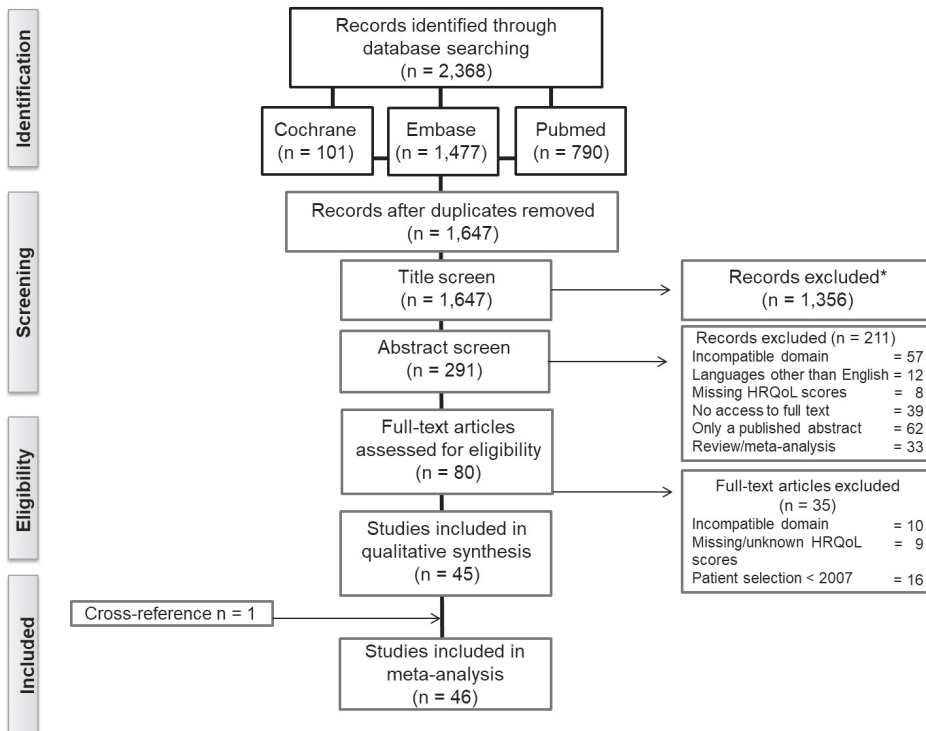 Identification
Records identified through
database searching
(n = 2,368)
Cochrane
(n = 101)
Embase
(n = 1,477)
Pubmed
(n = 790)
Screening
Records after duplicates removed
(n = 1,647)
Title screen
(n = 1,647)
Records excluded*
(n = 1,356)
Abstract screen
(n = 291)
Records excluded (n = 211)
Incompatible domain = 57
Languages other than English = 12
Missing HRQoL scores = 8
No access to full text = 39
Only a published abstract = 62
Review/meta-analysis = 33
Eligibility
Full-text articles
assessed for eligibility
(n = 80)
Full-text articles excluded
(n = 35)
Incompatible domain = 10
Missing/unknown HRQoL = 9
scores
Patient selection < 2007 = 16
Studies included in
qualitative synthesis
(n = 45)
Included
Cross-reference n = 1
Studies included in
meta-analysis
(n = 46)